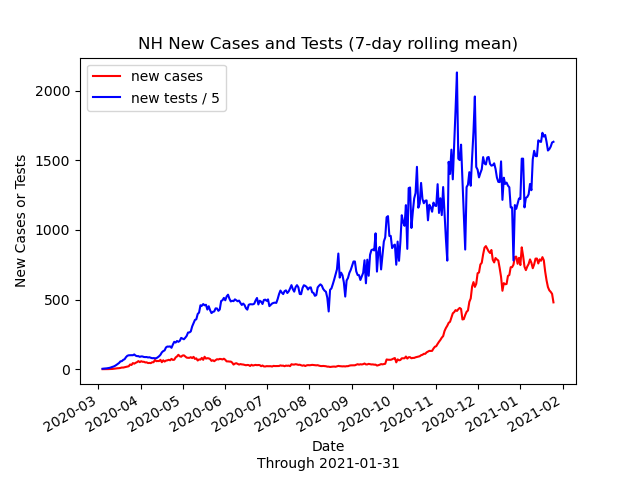 NH New Cases and Tests (7-day rolling mean)
new cases
new tests / 5
New Cases or Tests
2000
1500
1000
500
0
2020-03
2020-04
2020-05
2020-06
2020-07
2020-08
2020-09
2020-10
2020-11
2020-12
2021-01
2021-02
Date
Through 2021-01-31